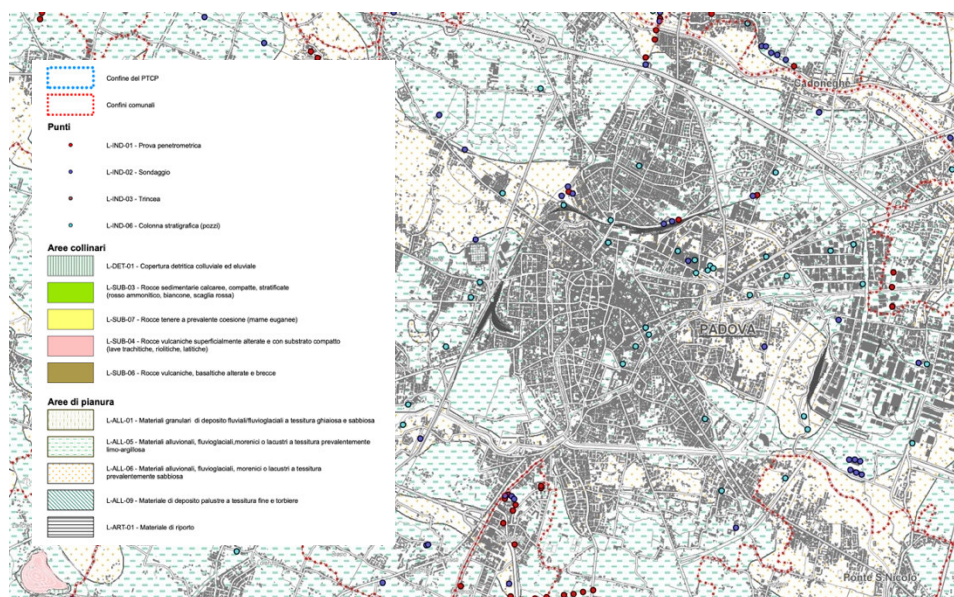 Confine del PTCP
Confini comunali
Punti
L-IND-01 - Prova penetrometrica
L-IND-02 - Sondaggio
L-IND-03 - Trincea
L-IND-06 - Colonna stratigrafica (pozzi)
Aree collinari
L-DET-01 - Copertura detritica colluviale ed eluviale
L-SUB-03 - Rocce sedimentarie calcaree, compatte, stratificate
(rosso ammonitico, biancone, scaglia rossa)
L-SUB-07 - Rocce tenere a prevalente coesione (marne euganee)
L-SUB-04 - Rocce vulcaniche superficialmente alterate e con substrato compatto
(lave trachitiche, riolitiche, latitiche)
L-SUB-06 - Rocce vulcaniche, basaltiche alterate e brecce
Aree di pianura
L-ALL-01 - Materiali granulari di deposito fluviali/fluvioglaciali a tessitura ghiaiosa e sabbiosa
L-ALL-05 - Materiali alluvionali, fluvioglaciali,morenici o lacustri a tessitura prevalentemente
limo-argillosa
L-ALL-06 - Materiali alluvionali, fluvioglaciali, morenici o lacustri a tessitura
prevalentemente sabbiosa
L-ALL-09 - Materiale di deposito palustre a tessitura fine e torbiere
L-ART-01 - Materiale di riporto
Cadoneghe
PADOVA
Ponte S.Nicolo